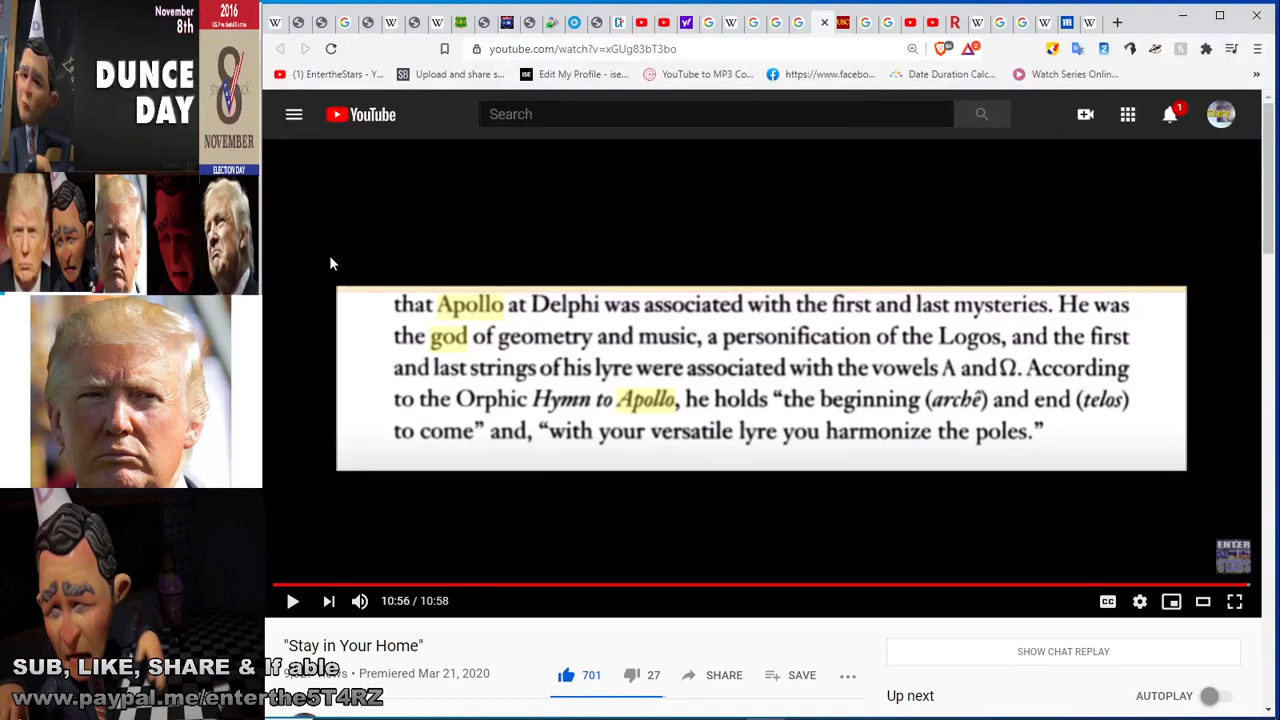 November
8th
DUNCE
DAY
2016
8
NOVEMBER
ELECTION DAY
youtube.com/watch?v=xGUg83bT3bo
(1) EntertheStars - Y...
Upload and share s...
Edit My Profile - ise...
YouTube to MP3 Co...
https://www.facebo...
Date Duration Calc...
Watch Series Onlin...
»
YouTube
Search
1
that Apollo at Delphi was associated with the first and last mysteries. He was
the god of geometry and music, a personification of the Logos, and the first
and last strings of his lyre were associated with the vowels A and Ω. According
to the Orphic Hymn to Apollo, he holds “the beginning (archê) and end (telos)
to come” and, “with your versatile lyre you harmonize the poles.”
ENTER
STARS
10:56 / 10:58
CC
"Stay in Your Home"
Premiered Mar 21, 2020
701
27
SHARE
SAVE
SHOW CHAT REPLAY
Up next
AUTOPLAY
SUB, LIKE, SHARE & If able
www.paypal.me/enterthe5T4RZ